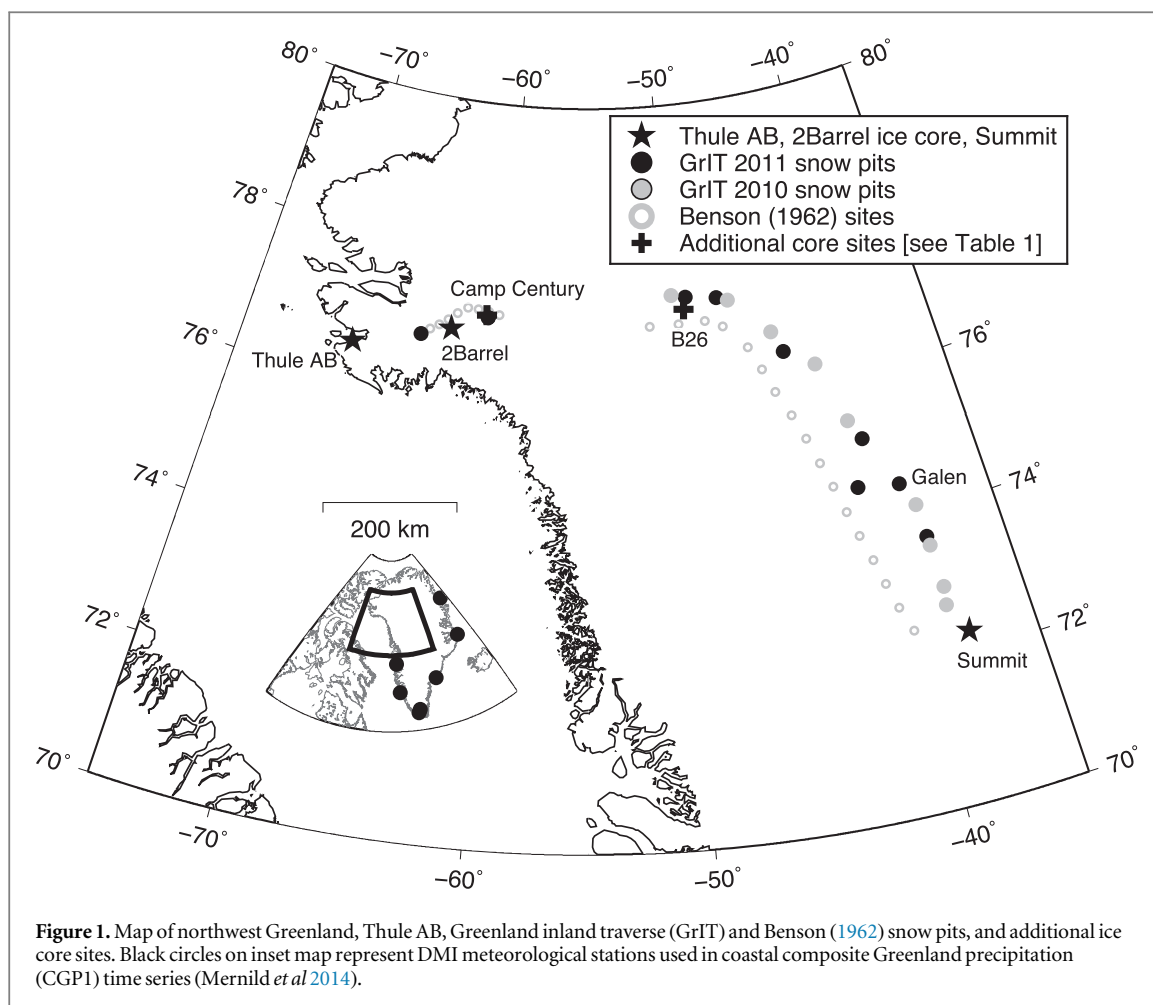 80° −70° −60° −50° −40° 80°
Thule AB, 2Barrel ice core, Summit
GrIT 2011 snow pits
GrIT 2010 snow pits
Benson (1962) sites
Additional core sites [see Table 1]
78°
Camp Century
76° Thule AB 2Barrel B26 76°
74° Galen 74°
200 km
72° 72°
Summit
70° 70°
−70° −60° −50° −40°
Figure 1. Map of northwest Greenland, Thule AB, Greenland inland traverse (GrIT) and Benson (1962) snow pits, and additional ice
core sites. Black circles on inset map represent DMI meteorological stations used in coastal composite Greenland precipitation
(CGP1) time series (Mernild et al 2014).